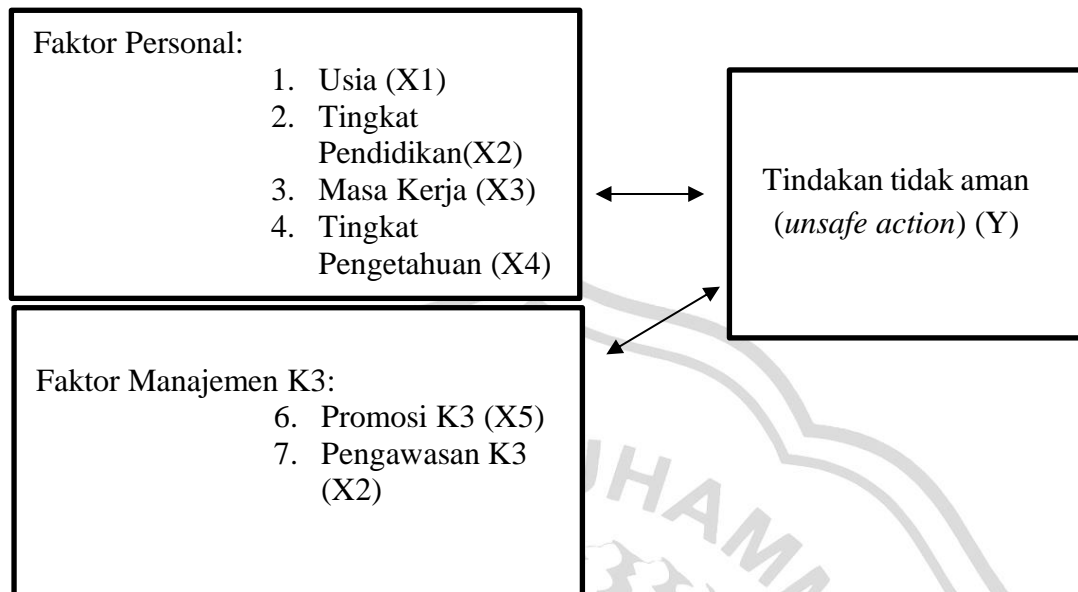 Faktor Personal:
1. Usia (X1)
2. Tingkat
Pendidikan(X2)
3. Masa Kerja (X3)
4. Tingkat
Pengetahuan (X4)
Tindakan tidak aman
(unsafe action) (Y)
Faktor Manajemen K3:
6. Promosi K3 (X5)
7. Pengawasan K3
(X2)
UHAM